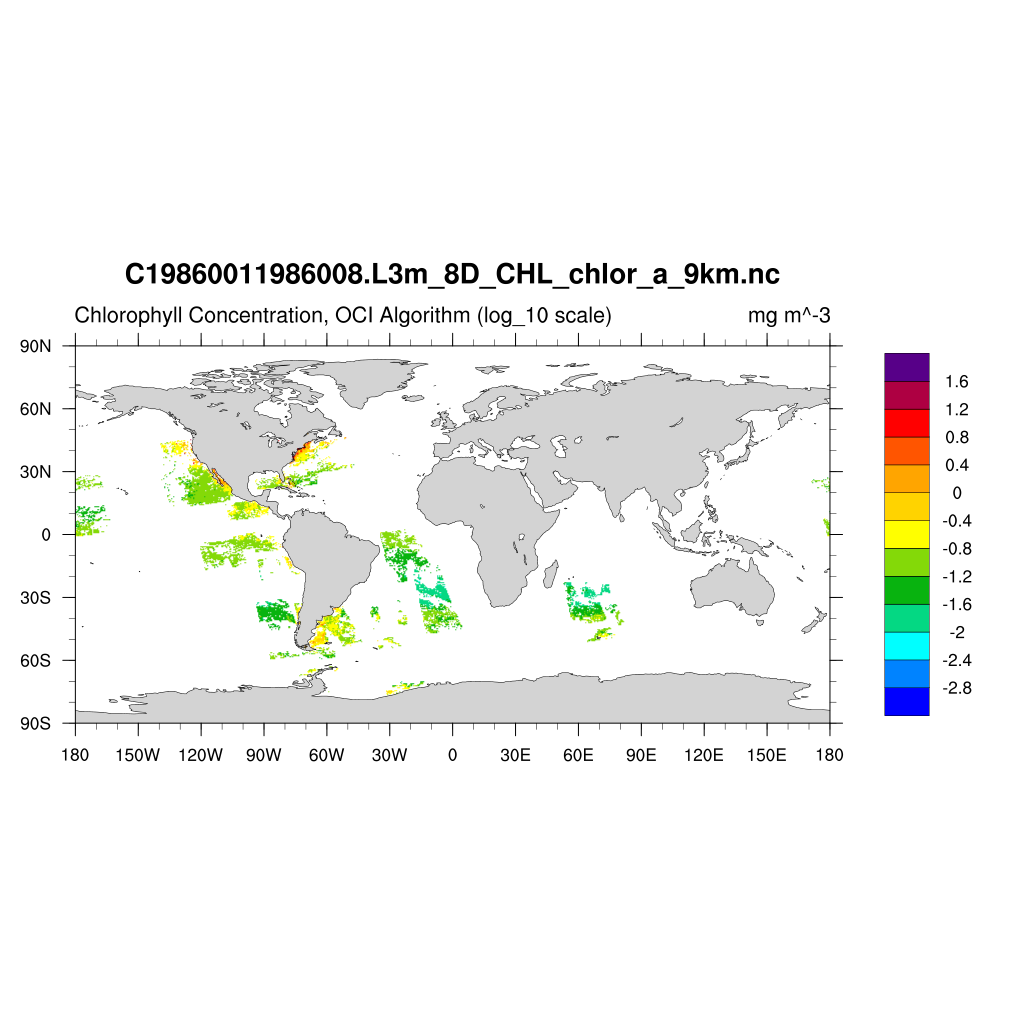 C19860011986008.L3m_8D_CHL_chlor_a_9km.nc
Chlorophyll Concentration, OCI Algorithm (log_10 scale) mg m^-3
90N
60N
30N
0
30S
60S
90S
180 150W 120W 90W 60W 30W 0 30E 60E 90E 120E 150E 180
1.6
1.2
0.8
0.4
0
-0.4
-0.8
-1.2
-1.6
-2
-2.4
-2.8